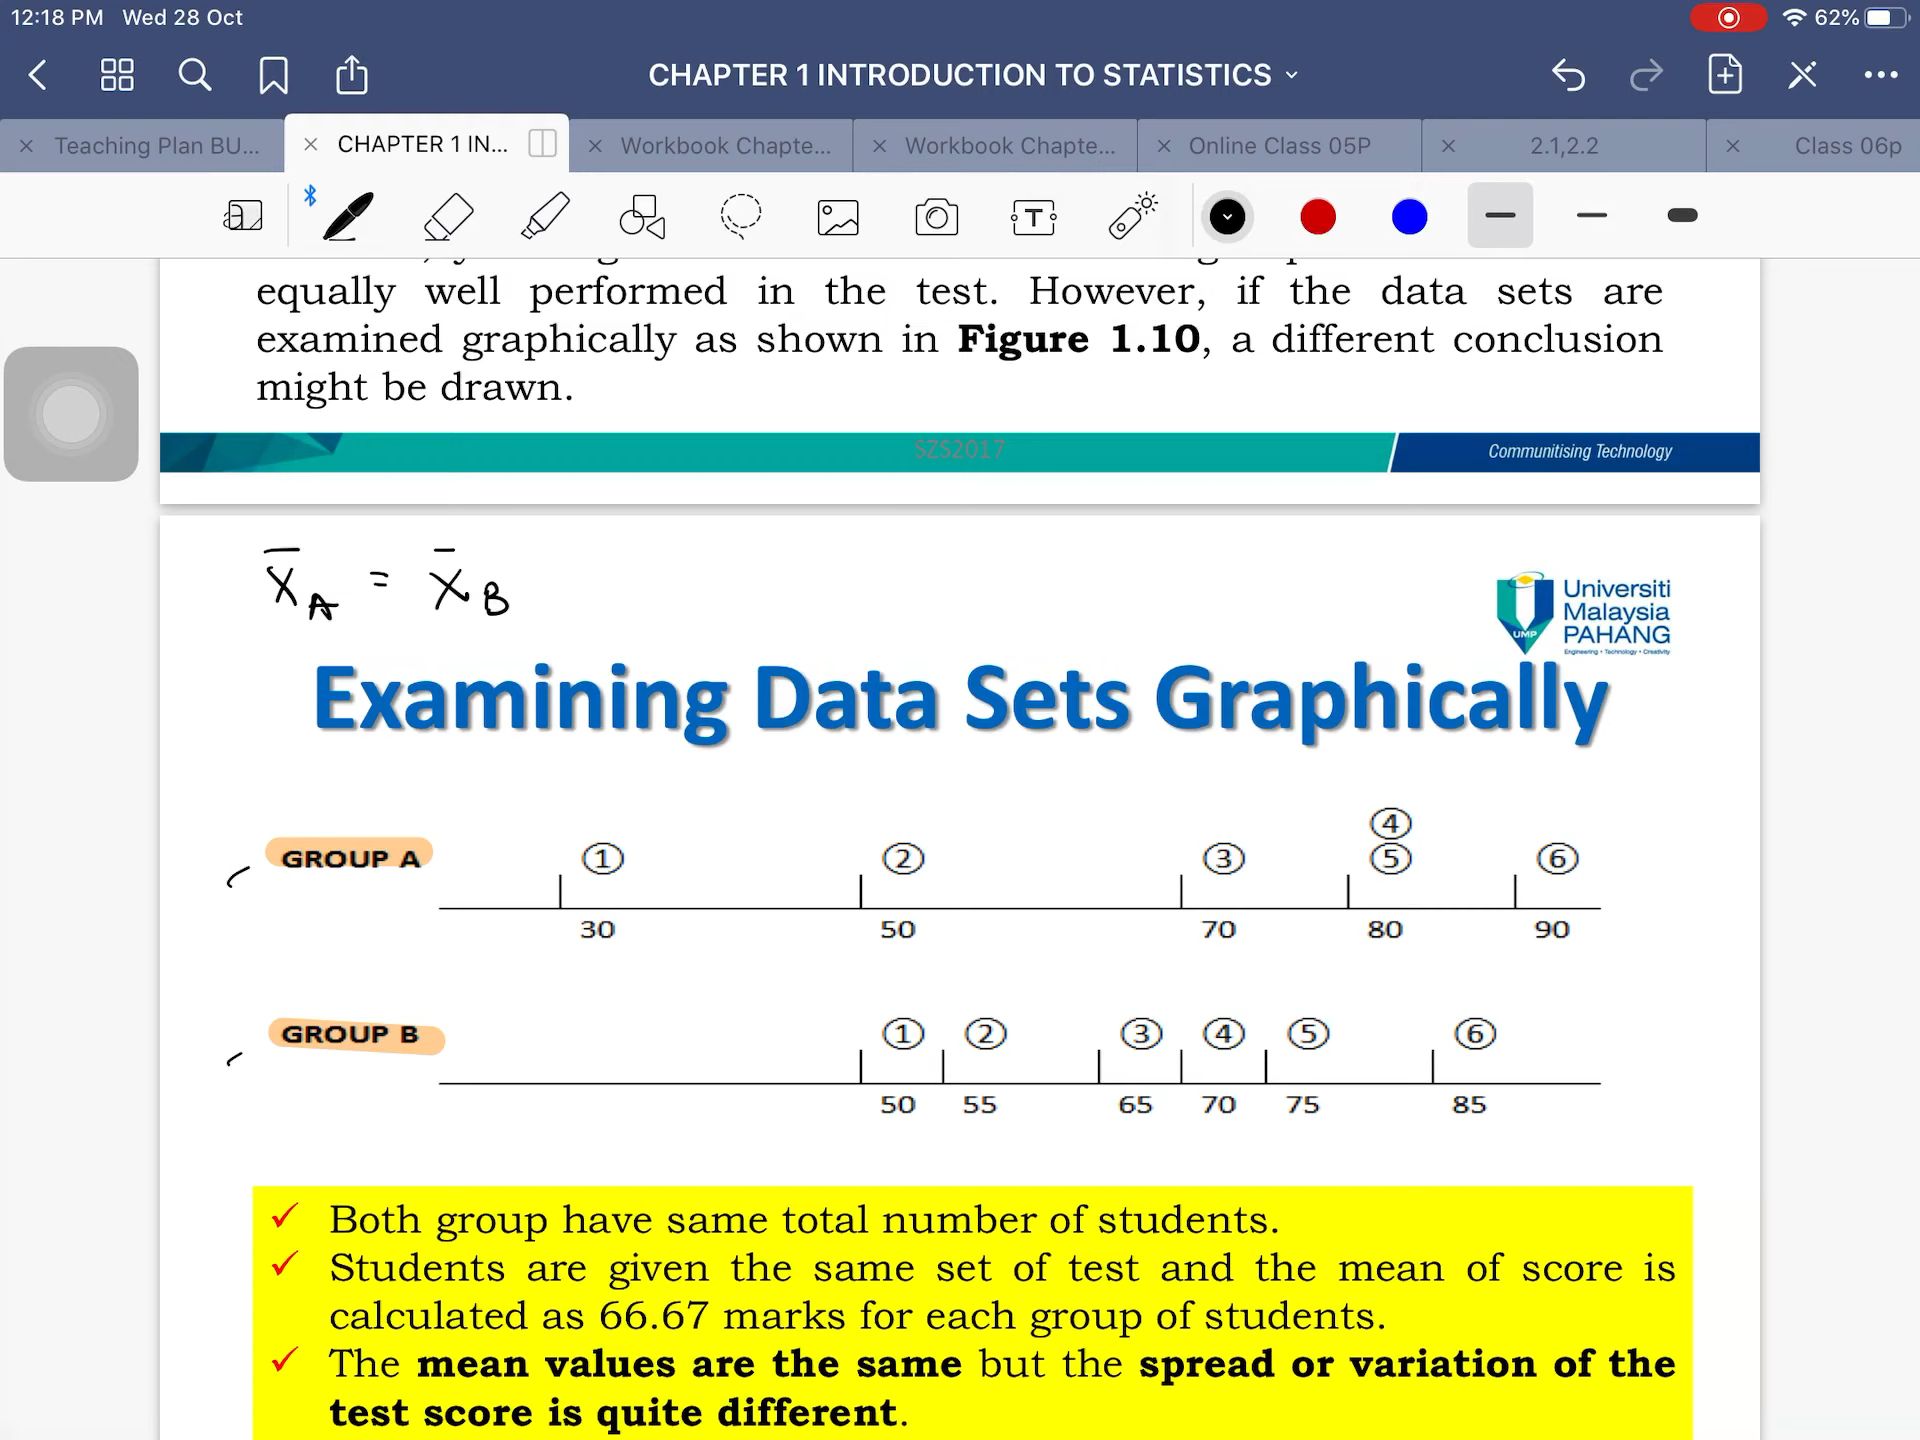 12:18 PM Wed 28 Oct
62%
CHAPTER 1 INTRODUCTION TO STATISTICS
Teaching Plan BU...
CHAPTER 1 IN...
Workbook Chapte...
Workbook Chapte...
Online Class 05P
2.1,2.2
Class 06p
equally well performed in the test. However, if the data sets are
examined graphically as shown in Figure 1.10, a different conclusion
might be drawn.
SZS2017
Communitising Technology
X̄A = X̄B
Universiti
Malaysia
PAHANG
UMP
Engineering • Technology • Creativity
Examining Data Sets Graphically
④
GROUP A ① ② ③ ⑤ ⑥
30 50 70 80 90
GROUP B ① ② ③ ④ ⑤ ⑥
50 55 65 70 75 85
✓ Both group have same total number of students.
✓ Students are given the same set of test and the mean of score is
calculated as 66.67 marks for each group of students.
✓ The mean values are the same but the spread or variation of the
test score is quite different.